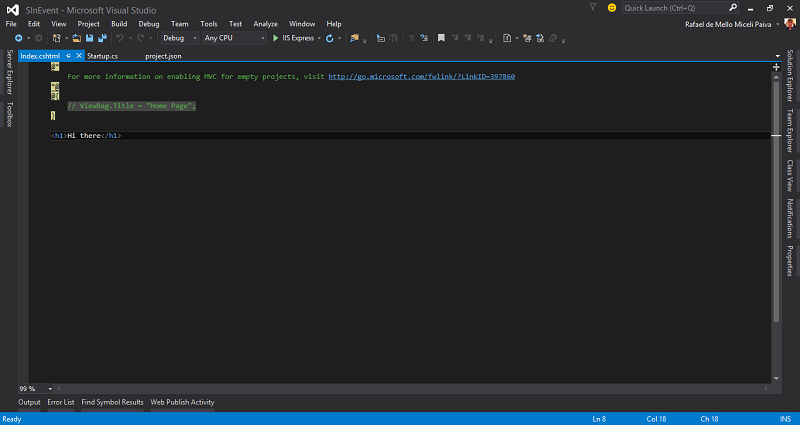 SInEvent - Microsoft Visual Studio
Quick Launch (Ctrl+Q)
File Edit View Project Build Debug Team Tools Test Analyze Window Help
Rafael de Mello Miceli Paiva
Debug Any CPU IIS Express
Index.cshtml Startup.cs project.json
@*
For more information on enabling MVC for empty projects, visit http://go.microsoft.com/fwlink/?LinkID=397860
*@
@{
// ViewBag.Title = "Home Page";
}
<h1>Hi there</h1>
Server Explorer
Toolbox
Solution Explorer
Team Explorer
Class View
Notifications
Properties
99 %
Output Error List Find Symbol Results Web Publish Activity
Ready Ln 8 Col 18 Ch 18 INS